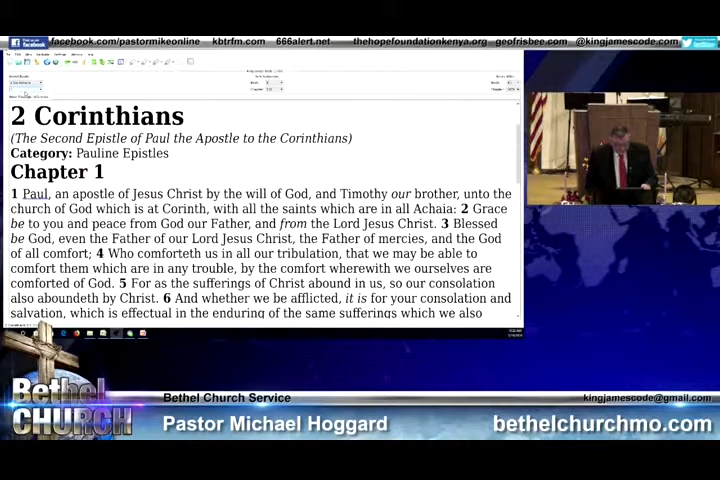 Find us on
facebook
facebook.com/pastormikeonline kbtrfm.com 666alert.net thehopefoundationkenya.org geofrisbee.com @kingjamescode
twitter
2 Corinthians
(The Second Epistle of Paul the Apostle to the Corinthians)
Category: Pauline Epistles
Chapter 1
1 Paul, an apostle of Jesus Christ by the will of God, and Timothy our brother, unto the
church of God which is at Corinth, with all the saints which are in all Achaia: 2 Grace
be to you and peace from God our Father, and from the Lord Jesus Christ. 3 Blessed
be God, even the Father of our Lord Jesus Christ, the Father of mercies, and the God
of all comfort; 4 Who comforteth us in all our tribulation, that we may be able to
comfort them which are in any trouble, by the comfort wherewith we ourselves are
comforted of God. 5 For as the sufferings of Christ abound in us, so our consolation
also aboundeth by Christ. 6 And whether we be afflicted, it is for your consolation and
salvation, which is effectual in the enduring of the same sufferings which we also
Bethel
CHURCH
Bethel Church Service kingjamescode@gmail.com
Pastor Michael Hoggard bethelchurchmo.com